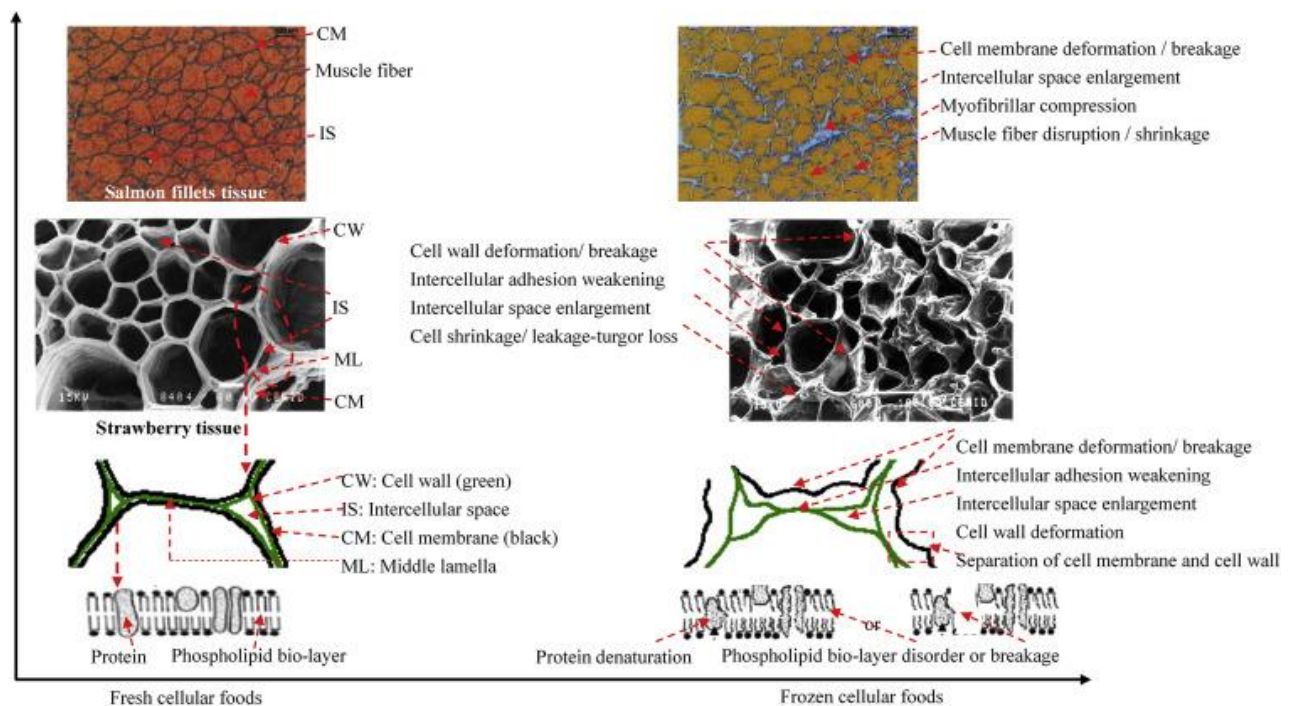 CM
Muscle fiber
IS
Salmon fillets tissue
Cell membrane deformation / breakage
Intercellular space enlargement
Myofibrillar compression
Muscle fiber disruption / shrinkage
CW
IS
ML
CM
15KV
Strawberry tissue
Cell wall deformation/ breakage
Intercellular adhesion weakening
Intercellular space enlargement
Cell shrinkage/ leakage-turgor loss
CW: Cell wall (green)
IS: Intercellular space
CM: Cell membrane (black)
ML: Middle lamella
Cell membrane deformation/ breakage
Intercellular adhesion weakening
Intercellular space enlargement
Cell wall deformation
Separation of cell membrane and cell wall
Protein
Phospholipid bio-layer
or
Protein denaturation
Phospholipid bio-layer disorder or breakage
Fresh cellular foods
Frozen cellular foods